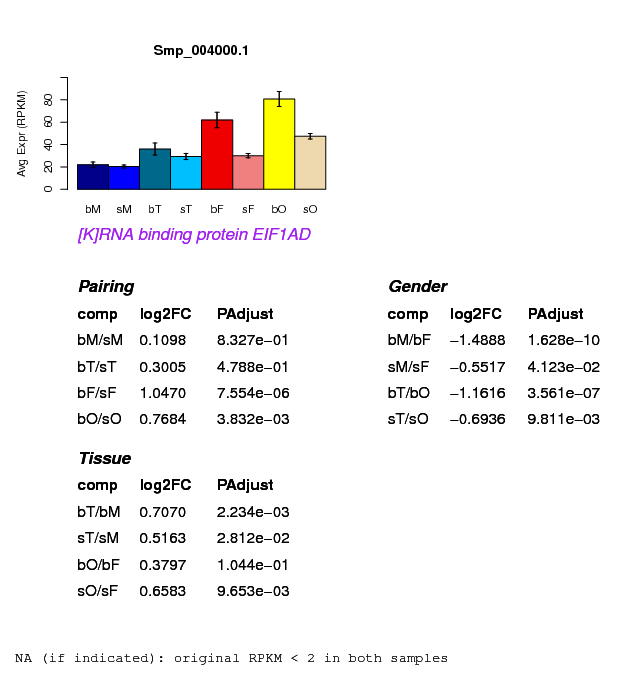 Smp_004000.1
Avg Expr (RPKM)
0 20 40 60 80
bM sM bT sT bF sF bO sO
[K]RNA binding protein EIF1AD
Pairing
comp log2FC PAdjust
bM/sM 0.1098 8.327e−01
bT/sT 0.3005 4.788e−01
bF/sF 1.0470 7.554e−06
bO/sO 0.7684 3.832e−03
Gender
comp log2FC PAdjust
bM/bF −1.4888 1.628e−10
sM/sF −0.5517 4.123e−02
bT/bO −1.1616 3.561e−07
sT/sO −0.6936 9.811e−03
Tissue
comp log2FC PAdjust
bT/bM 0.7070 2.234e−03
sT/sM 0.5163 2.812e−02
bO/bF 0.3797 1.044e−01
sO/sF 0.6583 9.653e−03
NA (if indicated): original RPKM < 2 in both samples